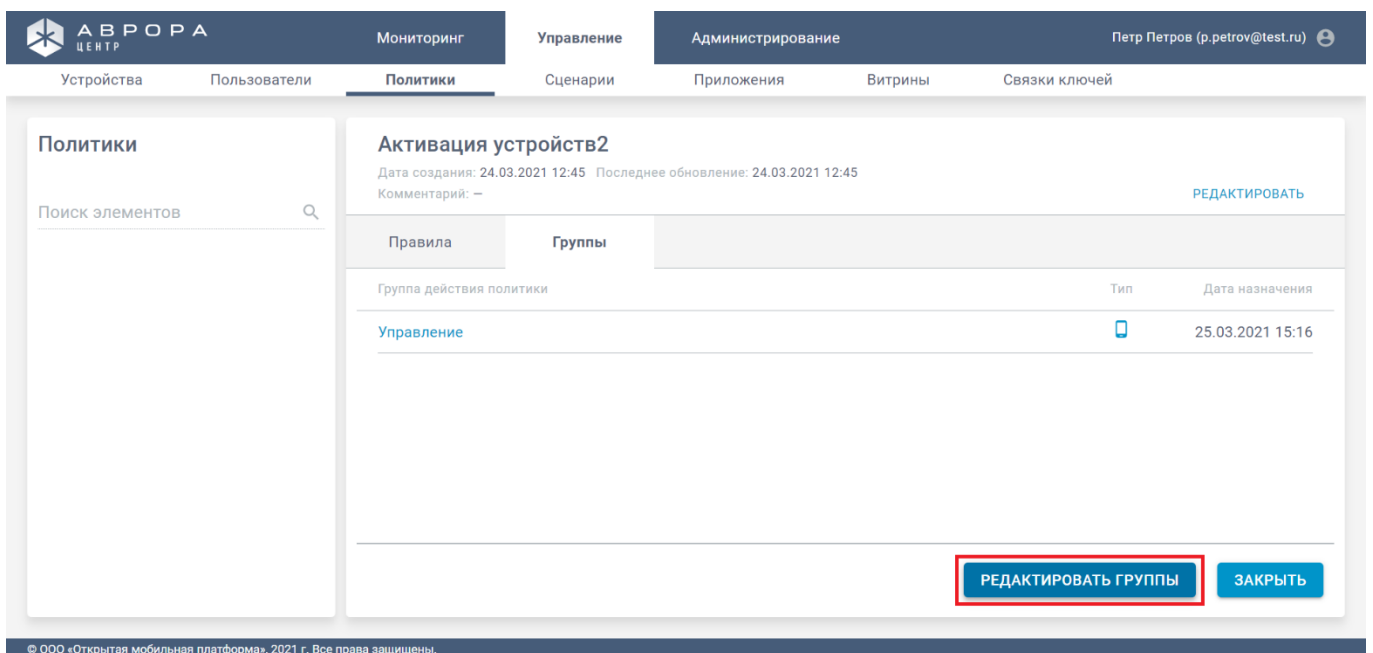 АВРОРА
ЦЕНТР
Мониторинг Управление Администрирование Петр Петров (p.petrov@test.ru)
Устройства Пользователи Политики Сценарии Приложения Витрины Связки ключей
Политики
Поиск элементов
Активация устройств2
Дата создания: 24.03.2021 12:45 Последнее обновление: 24.03.2021 12:45
Комментарий: —
РЕДАКТИРОВАТЬ
Правила Группы
Группа действия политики Тип Дата назначения
Управление 25.03.2021 15:16
РЕДАКТИРОВАТЬ ГРУППЫ ЗАКРЫТЬ
© ООО «Открытая мобильная платформа», 2021 г. Все права защищены.